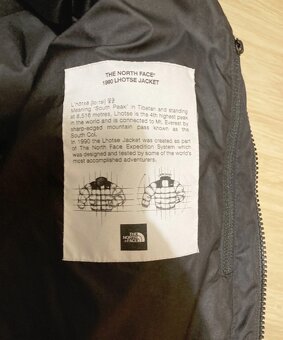 THE NORTH FACE®
1990 LHOTSE JACKET
Meaning "South Peak" in Tibetan and standing
at 8,516 metres, Lhotse is the 4th highest peak
in the world and is connected to Mt. Everest by
sharp-edged mountain pass known as the
South Col.
In 1990 the Lhotse Jacket was created as part
of The North Face Expedition System which
was designed and tested by some of the world's
most accomplished adventurers.
THE
NORTH
FACE